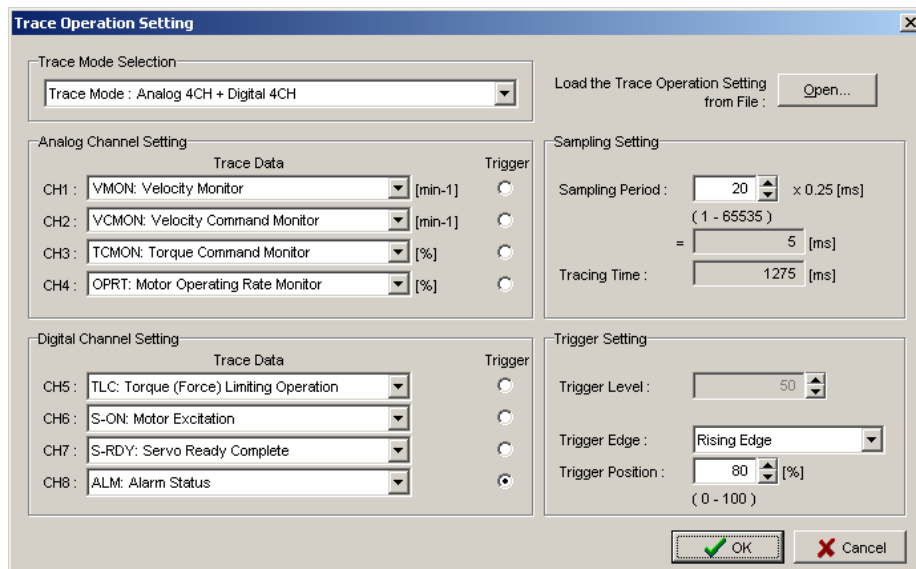 Trace Operation Setting
Trace Mode Selection
Trace Mode : Analog 4CH + Digital 4CH
Load the Trace Operation Setting
from File :
Open...
Analog Channel Setting
Trace Data Trigger
CH1 : VMON: Velocity Monitor [min-1]
CH2 : VCMON: Velocity Command Monitor [min-1]
CH3 : TCMON: Torque Command Monitor [%]
CH4 : OPRT: Motor Operating Rate Monitor [%]
Sampling Setting
Sampling Period : 20 x 0.25 [ms]
( 1 - 65535 )
= 5 [ms]
Tracing Time : 1275 [ms]
Digital Channel Setting
Trace Data Trigger
CH5 : TLC: Torque (Force) Limiting Operation
CH6 : S-ON: Motor Excitation
CH7 : S-RDY: Servo Ready Complete
CH8 : ALM: Alarm Status
Trigger Setting
Trigger Level : 50
Trigger Edge : Rising Edge
Trigger Position : 80 [%]
( 0 - 100 )
OK
Cancel